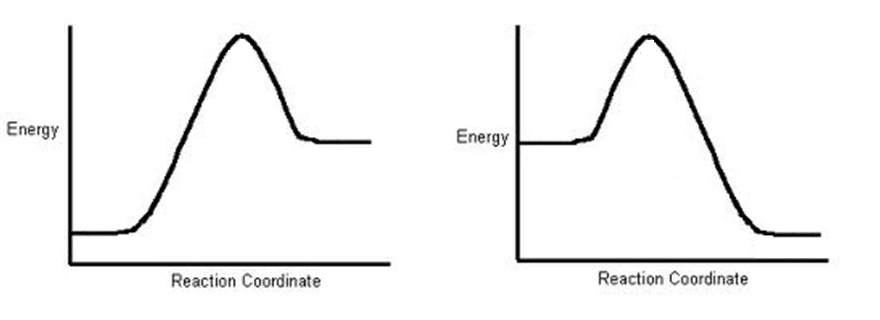 Energy
Reaction Coordinate
Energy
Reaction Coordinate